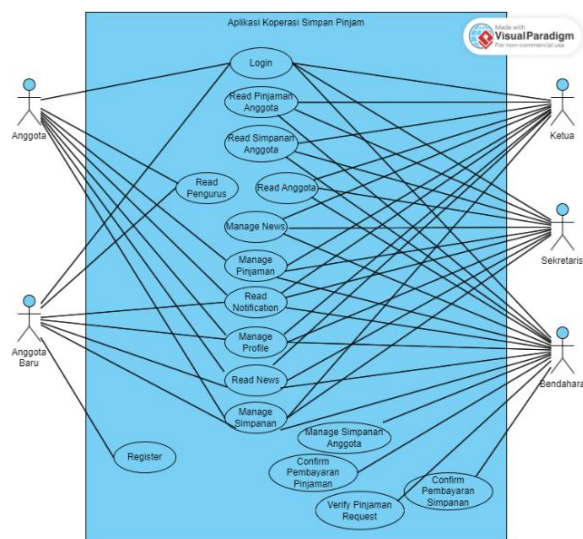 Aplikasi Koperasi Simpan Pinjam
Made with
VisualParadigm
For non-commercial use
Login
Read Pinjaman
Anggota
Read Simpanan
Anggota
Read
Pengurus
Read Anggota
Manage News
Manage
Pinjaman
Read
Notification
Manage
Profile
Read News
Manage
Simpanan
Manage Simpanan
Anggota
Register
Confirm
Pembayaran
Pinjaman
Confirm
Pembayaran
Simpanan
Verify Pinjaman
Request
Anggota
Anggota
Baru
Ketua
Sekretaris
Bendahara